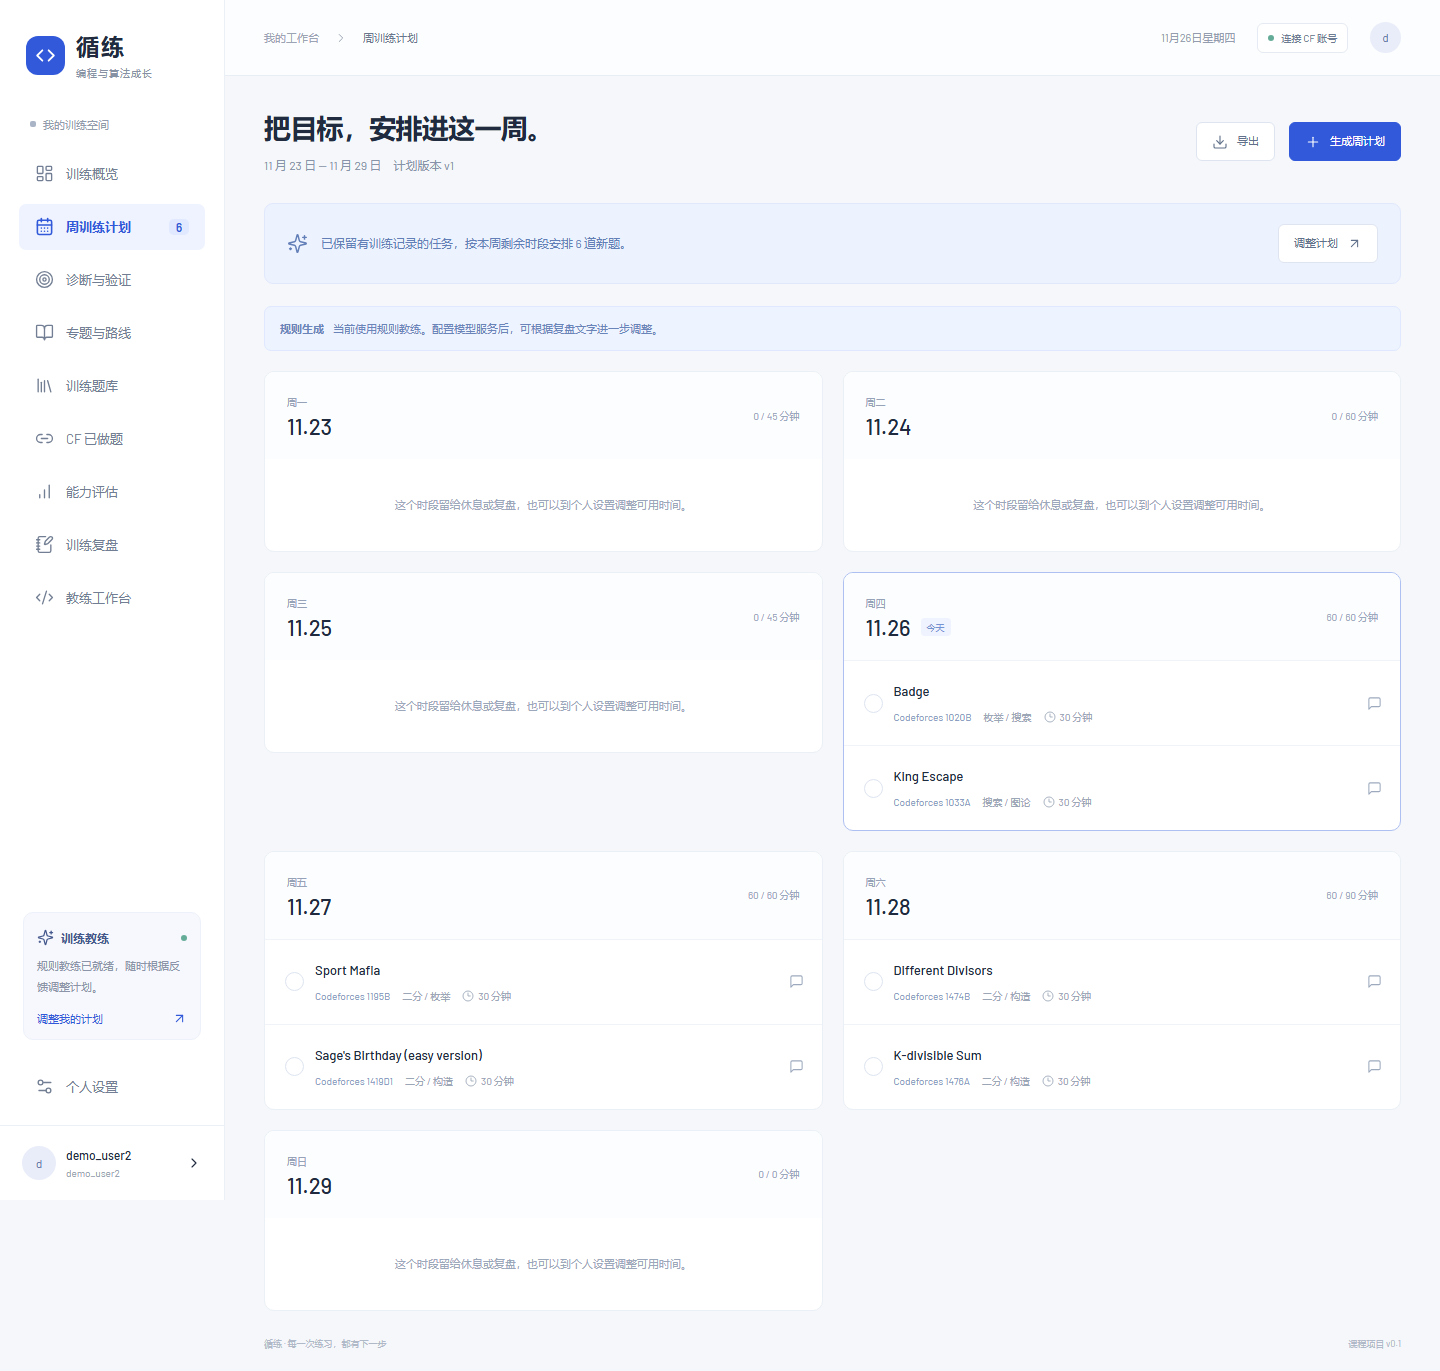 循练
编程与算法成长
我的训练空间
训练概览
周训练计划 6
诊断与验证
专题与路线
训练题库
CF 已做题
能力评估
训练复盘
教练工作台
训练教练
规则教练已就绪，随时根据反
馈调整计划。
调整我的计划
个人设置
d
demo_user2
demo_user2
我的工作台 > 周训练计划
11月26日星期四
连接 CF 账号
d
把目标，安排进这一周。
11 月 23 日 – 11 月 29 日 计划版本 v1
导出
生成周计划
已保留有训练记录的任务，按本周剩余时段安排 6 道新题。
调整计划
规则生成 当前使用规则教练。配置模型服务后，可根据复盘文字进一步调整。
周一
11.23
0 / 45 分钟
这个时段留给休息或复盘，也可以到个人设置调整可用时间。
周二
11.24
0 / 60 分钟
这个时段留给休息或复盘，也可以到个人设置调整可用时间。
周三
11.25
0 / 45 分钟
这个时段留给休息或复盘，也可以到个人设置调整可用时间。
周四
11.26 今天
60 / 60 分钟
Badge
Codeforces 1020B 枚举 / 搜索 30 分钟
King Escape
Codeforces 1033A 搜索 / 图论 30 分钟
周五
11.27
60 / 60 分钟
Sport Mafia
Codeforces 1195B 二分 / 枚举 30 分钟
Sage's Birthday (easy version)
Codeforces 1419D1 二分 / 构造 30 分钟
周六
11.28
60 / 90 分钟
Different Divisors
Codeforces 1474B 二分 / 构造 30 分钟
K-divisible Sum
Codeforces 1476A 二分 / 构造 30 分钟
周日
11.29
0 / 0 分钟
这个时段留给休息或复盘，也可以到个人设置调整可用时间。
循练 · 每一次练习，都有下一步
课程项目 v0.1